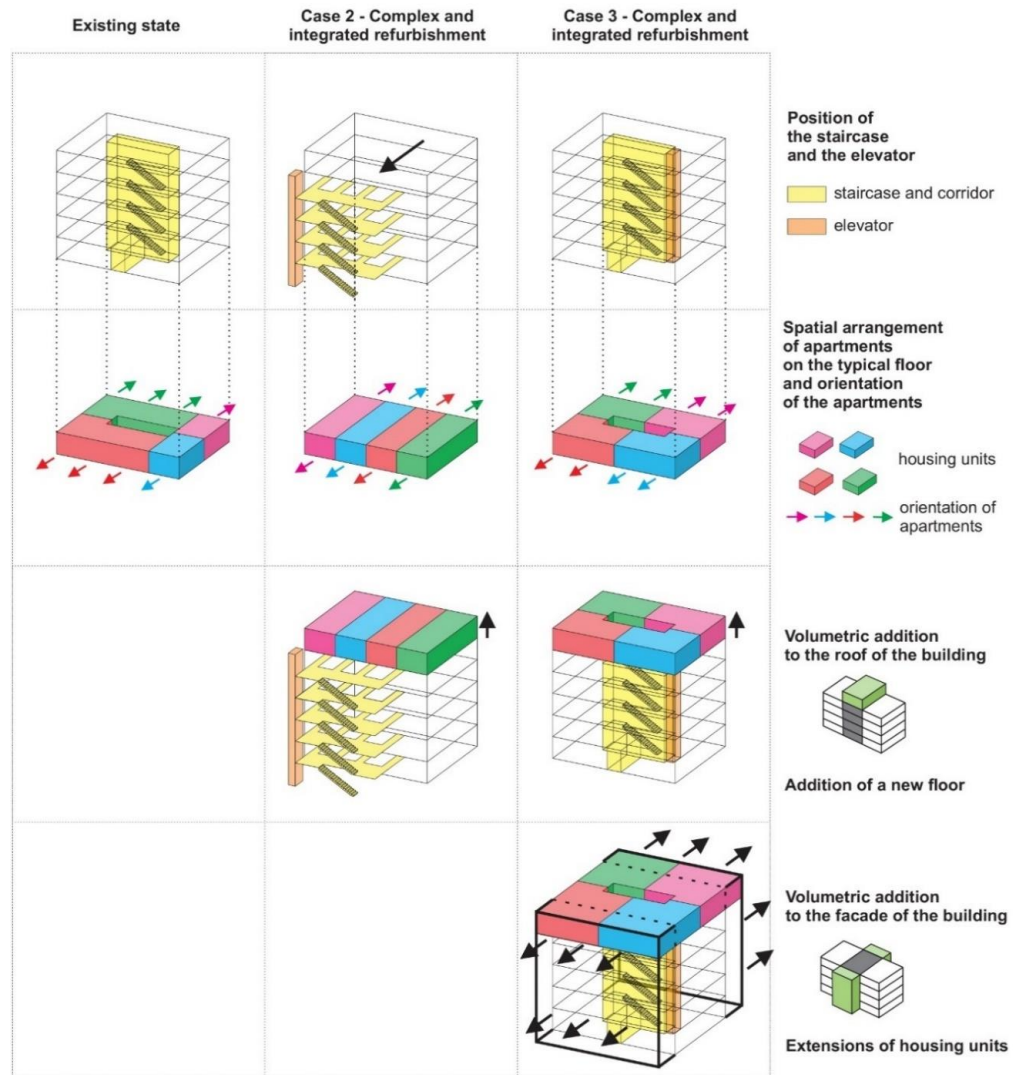 Existing state
Case 2 - Complex and
integrated refurbishment
Case 3 - Complex and
integrated refurbishment
Position of
the staircase
and the elevator
staircase and corridor
elevator
Spatial arrangement
of apartments
on the typical floor
and orientation
of the apartments
housing units
orientation of
apartments
Volumetric addition
to the roof of the building
Addition of a new floor
Volumetric addition
to the facade of the building
Extensions of housing units